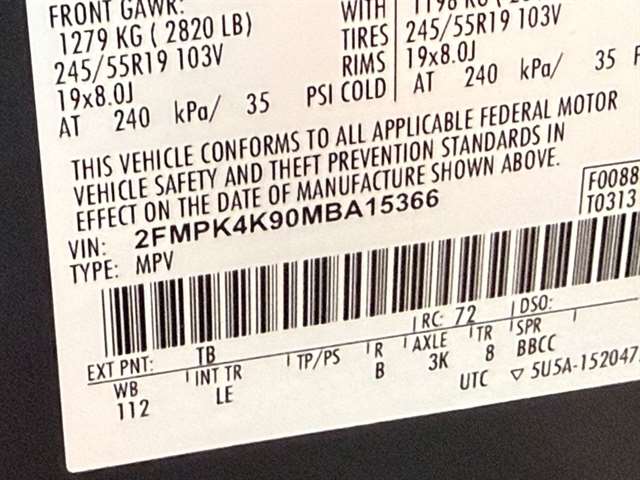 FRONT GAWR:
1279 KG ( 2820 LB) WITH
245/55R19 103V TIRES 245/55R19 103V
19x8.0J RIMS 19x8.0J
AT 240 kPa/ 35 PSI COLD AT 240 kPa/ 35
THIS VEHICLE CONFORMS TO ALL APPLICABLE FEDERAL MOTOR
VEHICLE SAFETY AND THEFT PREVENTION STANDARDS IN
EFFECT ON THE DATE OF MANUFACTURE SHOWN ABOVE.
VIN: 2FMPK4K90MBA15366 F0088
TYPE: MPV T0313
EXT PNT: TB RC: 72 DSO:
WB INT TR TP/PS R AXLE TR SPR
112 LE B 3K 8 BBCC
UTC ▽ 5U5A-152047